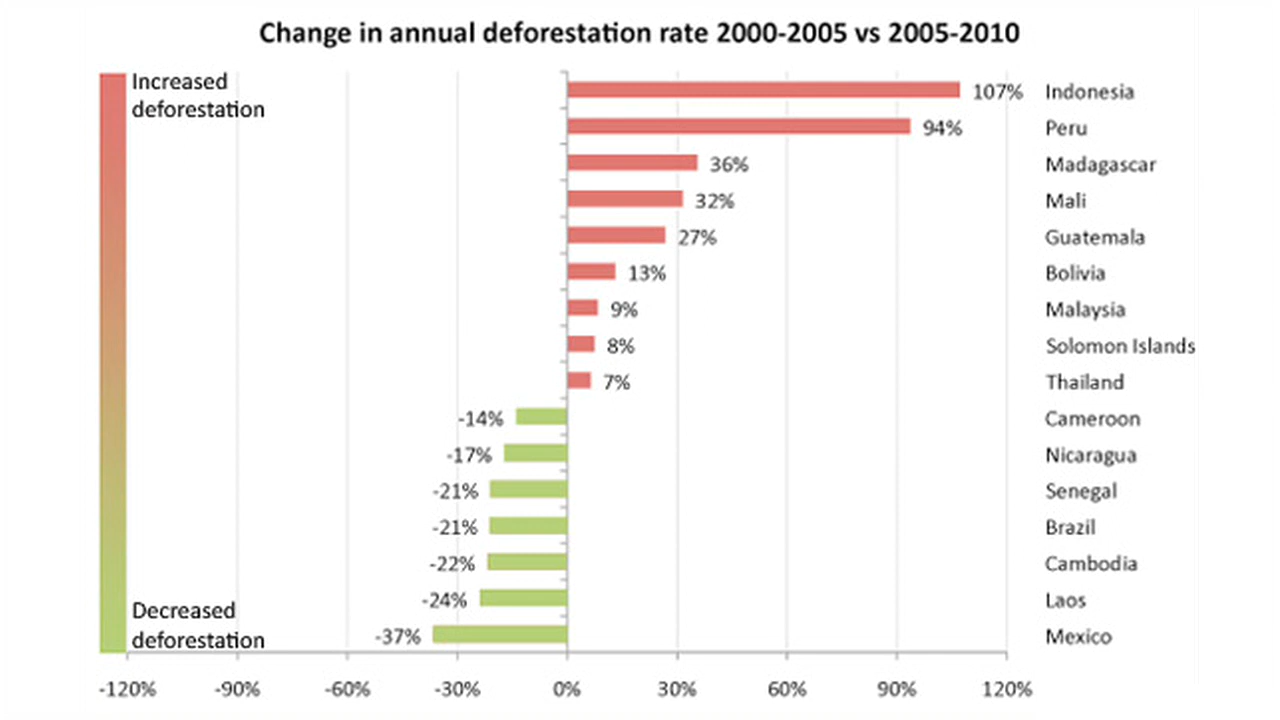 Change in annual deforestation rate 2000-2005 vs 2005-2010
Increased
deforestation
107% Indonesia
94% Peru
36% Madagascar
32% Mali
27% Guatemala
13% Bolivia
9% Malaysia
8% Solomon Islands
7% Thailand
-14% Cameroon
-17% Nicaragua
-21% Senegal
-21% Brazil
-22% Cambodia
-24% Laos
-37% Mexico
Decreased
deforestation
-120% -90% -60% -30% 0% 30% 60% 90% 120%